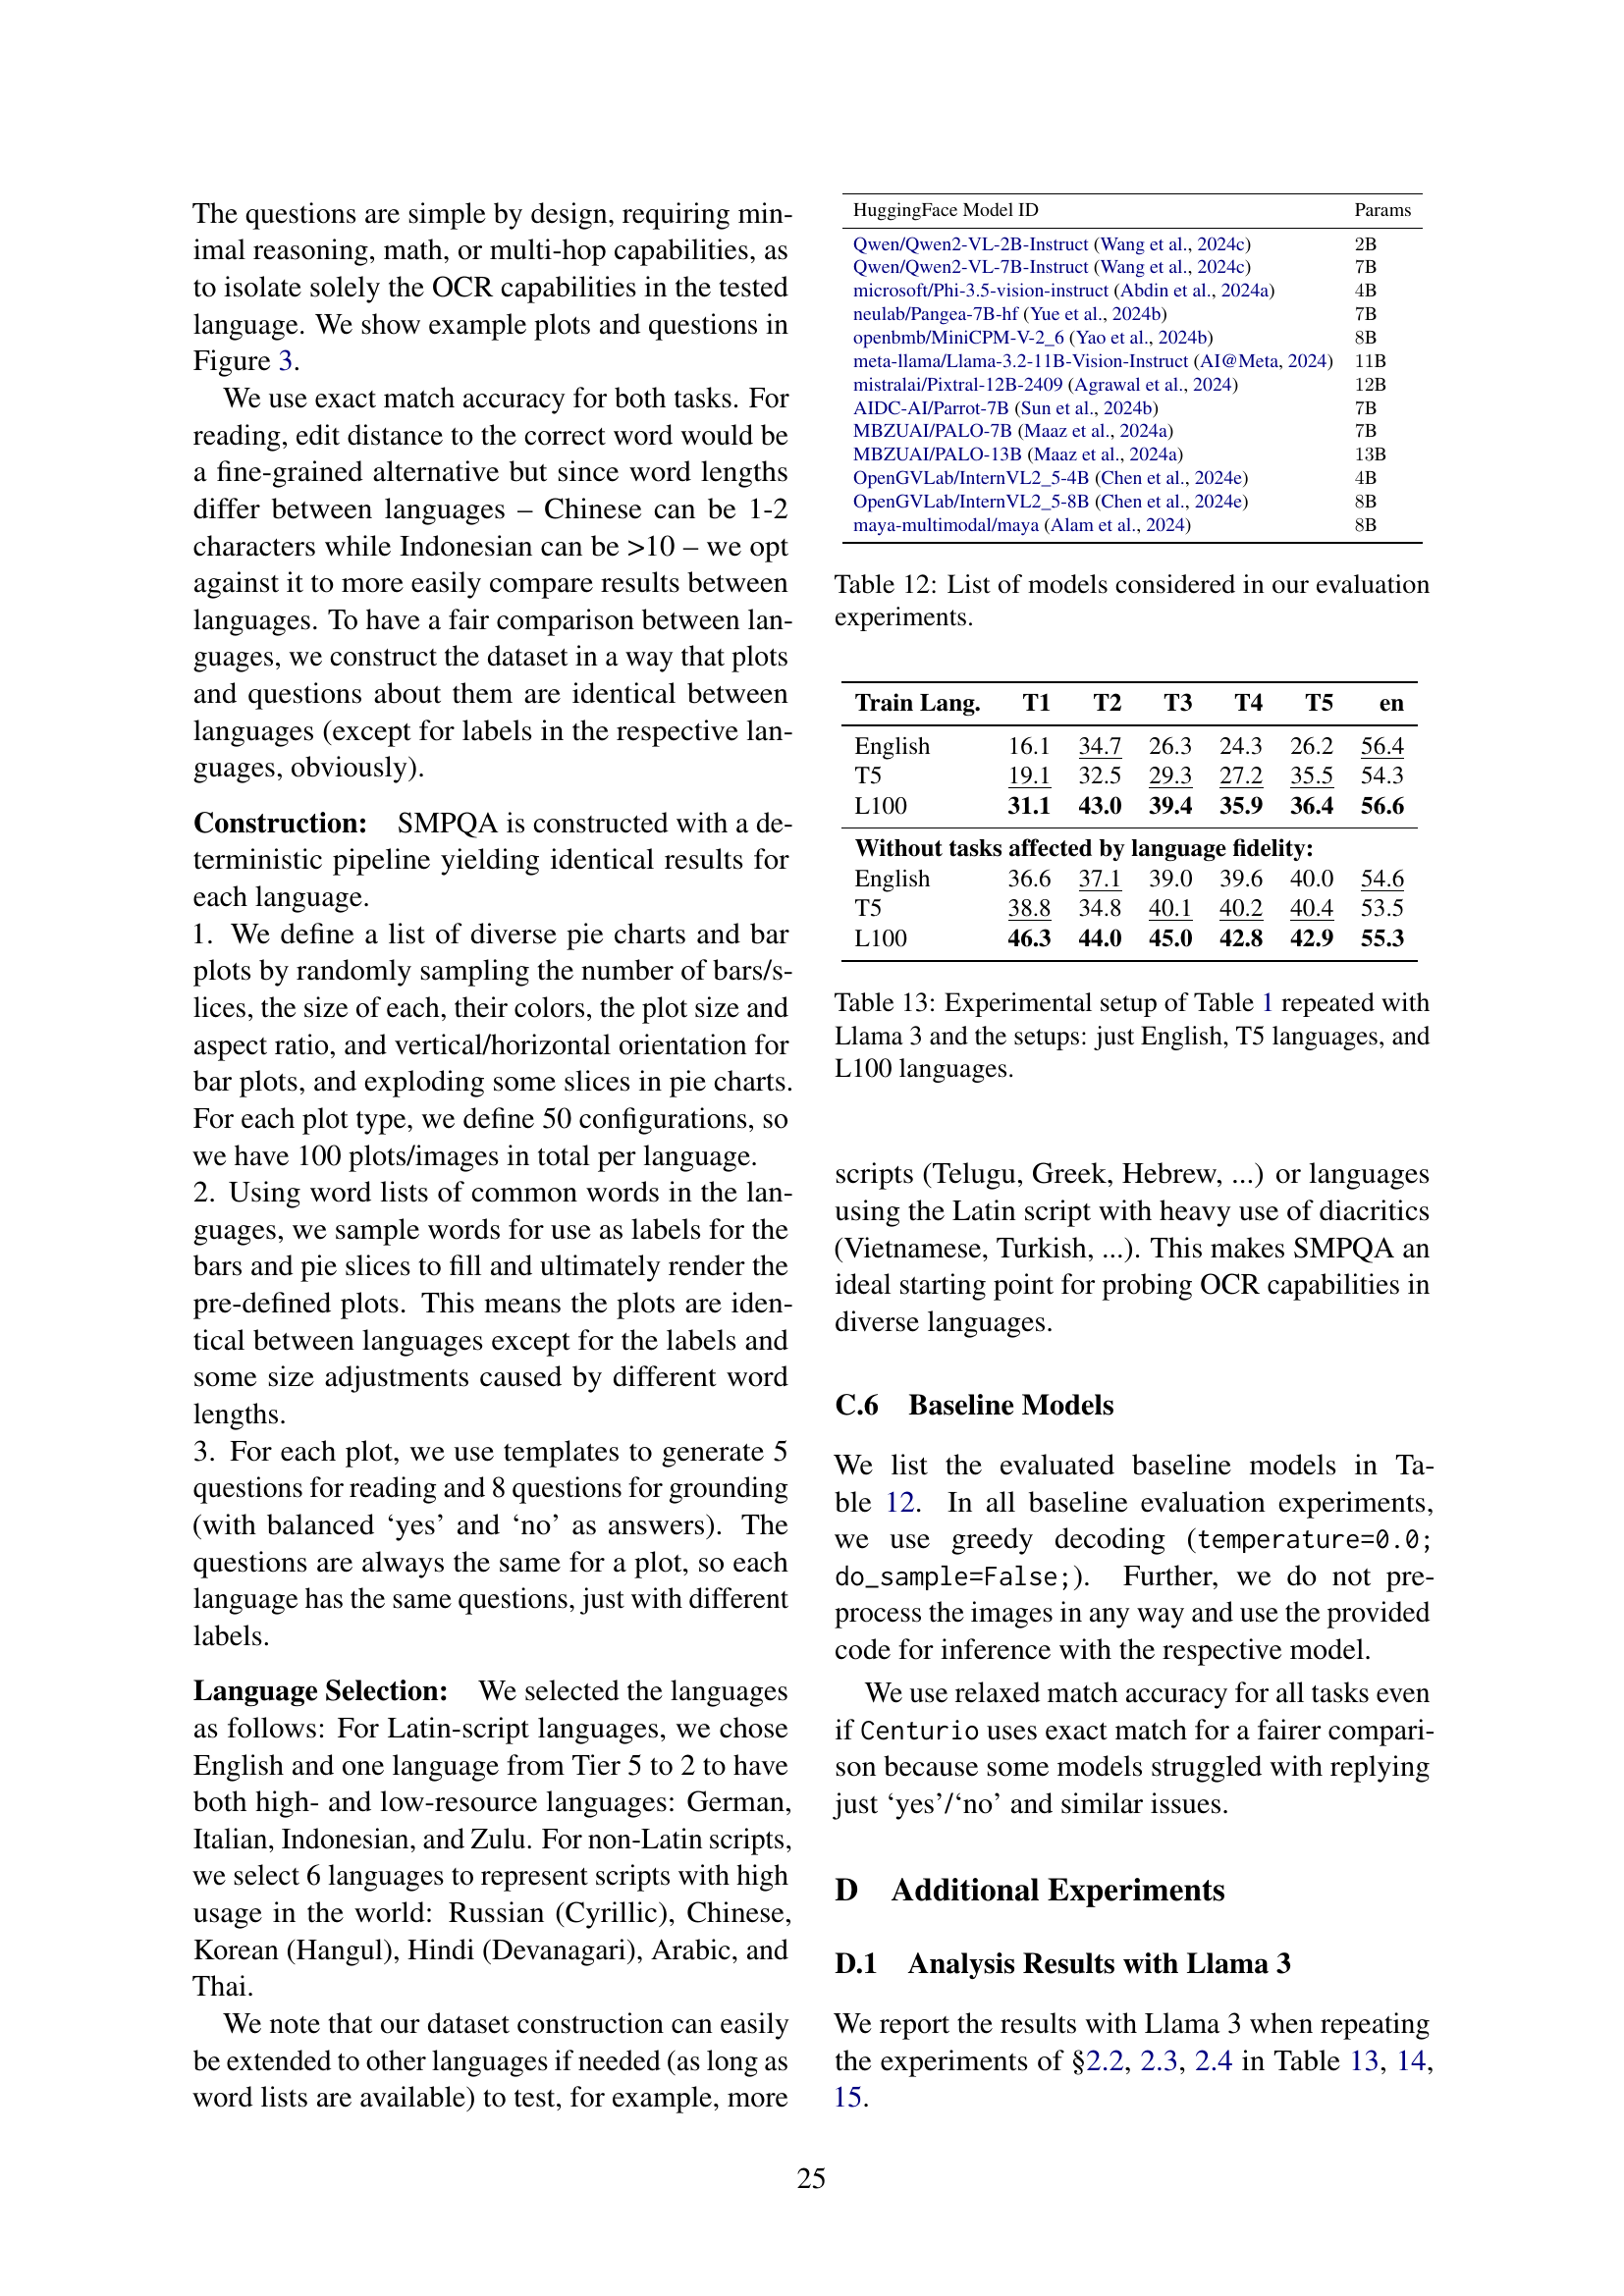 The questions are simple by design, requiring min-
imal reasoning, math, or multi-hop capabilities, as
to isolate solely the OCR capabilities in the tested
language. We show example plots and questions in
Figure 3.
We use exact match accuracy for both tasks. For
reading, edit distance to the correct word would be
a fine-grained alternative but since word lengths
differ between languages – Chinese can be 1-2
characters while Indonesian can be >10 – we opt
against it to more easily compare results between
languages. To have a fair comparison between lan-
guages, we construct the dataset in a way that plots
and questions about them are identical between
languages (except for labels in the respective lan-
guages, obviously).
Construction: SMPQA is constructed with a de-
terministic pipeline yielding identical results for
each language.
1. We define a list of diverse pie charts and bar
plots by randomly sampling the number of bars/s-
lices, the size of each, their colors, the plot size and
aspect ratio, and vertical/horizontal orientation for
bar plots, and exploding some slices in pie charts.
For each plot type, we define 50 configurations, so
we have 100 plots/images in total per language.
2. Using word lists of common words in the lan-
guages, we sample words for use as labels for the
bars and pie slices to fill and ultimately render the
pre-defined plots. This means the plots are iden-
tical between languages except for the labels and
some size adjustments caused by different word
lengths.
3. For each plot, we use templates to generate 5
questions for reading and 8 questions for grounding
(with balanced ‘yes’ and ‘no’ as answers). The
questions are always the same for a plot, so each
language has the same questions, just with different
labels.
Language Selection: We selected the languages
as follows: For Latin-script languages, we chose
English and one language from Tier 5 to 2 to have
both high- and low-resource languages: German,
Italian, Indonesian, and Zulu. For non-Latin scripts,
we select 6 languages to represent scripts with high
usage in the world: Russian (Cyrillic), Chinese,
Korean (Hangul), Hindi (Devanagari), Arabic, and
Thai.
We note that our dataset construction can easily
be extended to other languages if needed (as long as
word lists are available) to test, for example, more
HuggingFace Model ID Params
Qwen/Qwen2-VL-2B-Instruct (Wang et al., 2024c) 2B
Qwen/Qwen2-VL-7B-Instruct (Wang et al., 2024c) 7B
microsoft/Phi-3.5-vision-instruct (Abdin et al., 2024a) 4B
neulab/Pangea-7B-hf (Yue et al., 2024b) 7B
openbmb/MiniCPM-V-2_6 (Yao et al., 2024b) 8B
meta-llama/Llama-3.2-11B-Vision-Instruct (AI@Meta, 2024) 11B
mistralai/Pixtral-12B-2409 (Agrawal et al., 2024) 12B
AIDC-AI/Parrot-7B (Sun et al., 2024b) 7B
MBZUAI/PALO-7B (Maaz et al., 2024a) 7B
MBZUAI/PALO-13B (Maaz et al., 2024a) 13B
OpenGVLab/InternVL2_5-4B (Chen et al., 2024e) 4B
OpenGVLab/InternVL2_5-8B (Chen et al., 2024e) 8B
maya-multimodal/maya (Alam et al., 2024) 8B
Table 12: List of models considered in our evaluation
experiments.
Train Lang. T1 T2 T3 T4 T5 en
English 16.1 34.7 26.3 24.3 26.2 56.4
T5 19.1 32.5 29.3 27.2 35.5 54.3
L100 31.1 43.0 39.4 35.9 36.4 56.6
Without tasks affected by language fidelity:
English 36.6 37.1 39.0 39.6 40.0 54.6
T5 38.8 34.8 40.1 40.2 40.4 53.5
L100 46.3 44.0 45.0 42.8 42.9 55.3
Table 13: Experimental setup of Table 1 repeated with
Llama 3 and the setups: just English, T5 languages, and
L100 languages.
scripts (Telugu, Greek, Hebrew, ...) or languages
using the Latin script with heavy use of diacritics
(Vietnamese, Turkish, ...). This makes SMPQA an
ideal starting point for probing OCR capabilities in
diverse languages.
C.6 Baseline Models
We list the evaluated baseline models in Ta-
ble 12. In all baseline evaluation experiments,
we use greedy decoding (temperature=0.0;
do_sample=False;). Further, we do not pre-
process the images in any way and use the provided
code for inference with the respective model.
We use relaxed match accuracy for all tasks even
if Centurio uses exact match for a fairer compari-
son because some models struggled with replying
just ‘yes’/‘no’ and similar issues.
D Additional Experiments
D.1 Analysis Results with Llama 3
We report the results with Llama 3 when repeating
the experiments of §2.2, 2.3, 2.4 in Table 13, 14,
15.
25